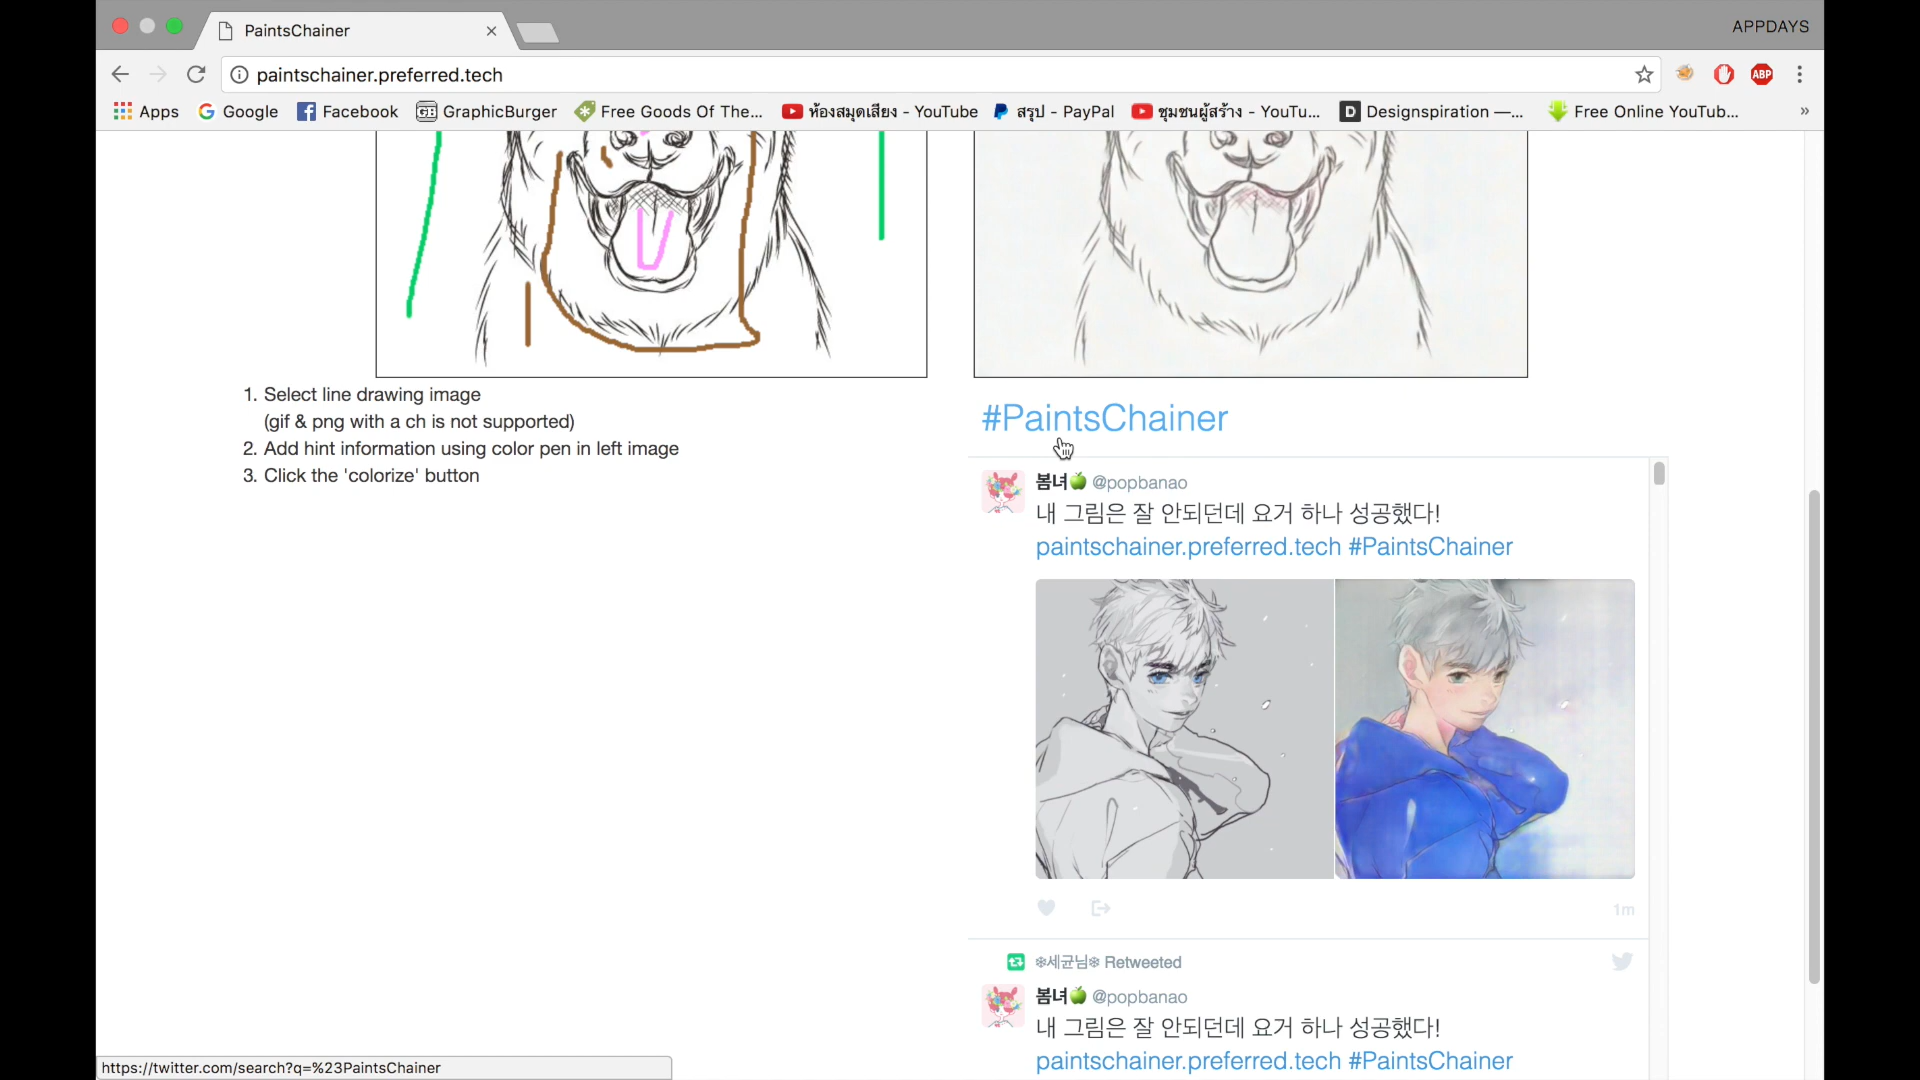 PaintsChainer
APPDAYS
paintschainer.preferred.tech
ABP
Apps
Google
Facebook
GraphicBurger
Free Goods Of The...
ห้องสมุดเสียง - YouTube
สรุป - PayPal
ชุมชนผู้สร้าง - YouTu...
Designspiration —...
Free Online YouTub...
1. Select line drawing image
(gif & png with a ch is not supported)
2. Add hint information using color pen in left image
3. Click the 'colorize' button
#PaintsChainer
봄녀🍏 @popbanao
내 그림은 잘 안되던데 요거 하나 성공했다!
paintschainer.preferred.tech #PaintsChainer
1m
❄세균님❄ Retweeted
봄녀🍏 @popbanao
내 그림은 잘 안되던데 요거 하나 성공했다!
paintschainer.preferred.tech #PaintsChainer
https://twitter.com/search?q=%23PaintsChainer